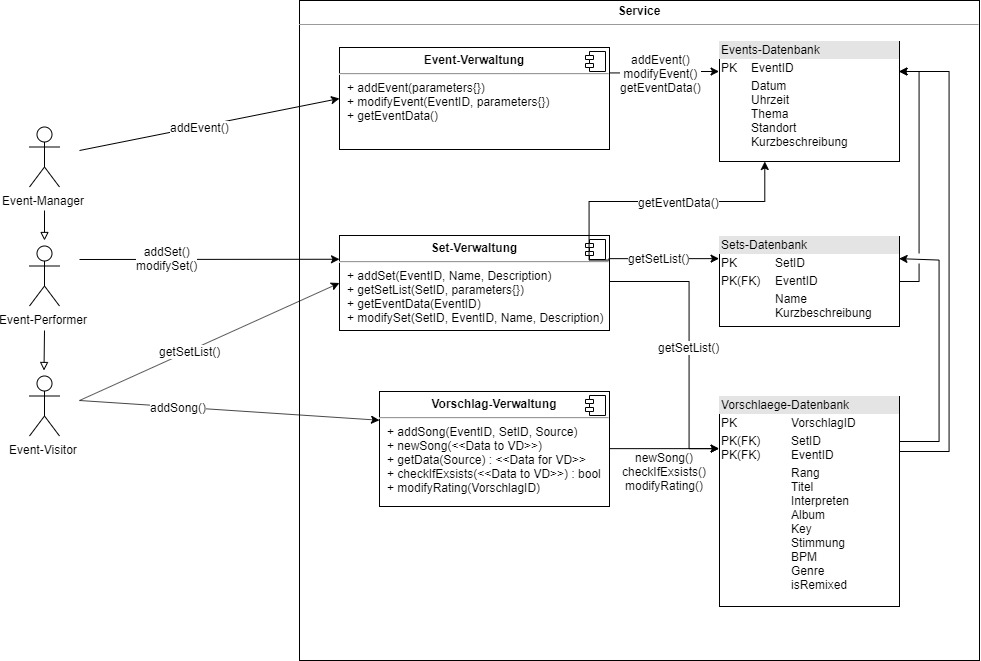 Service
Event-Verwaltung
+ addEvent(parameters{})
+ modifyEvent(EventID, parameters{})
+ getEventData()
addEvent()
modifyEvent()
getEventData()
Events-Datenbank
PK EventID
Datum
Uhrzeit
Thema
Standort
Kurzbeschreibung
addEvent()
Event-Manager
getEventData()
addSet()
modifySet()
Set-Verwaltung
+ addSet(EventID, Name, Description)
+ getSetList(SetID, parameters{})
+ getEventData(EventID)
+ modifySet(SetID, EventID, Name, Description)
getSetList()
Sets-Datenbank
PK SetID
PK(FK) EventID
Name
Kurzbeschreibung
Event-Performer
getSetList()
getSetList()
addSong()
Event-Visitor
Vorschlag-Verwaltung
+ addSong(EventID, SetID, Source)
+ newSong(<<Data to VD>>)
+ getData(Source) : <<Data for VD>>
+ checkIfExsists(<<Data to VD>>) : bool
+ modifyRating(VorschlagID)
newSong()
checkIfExsists()
modifyRating()
Vorschlaege-Datenbank
PK VorschlagID
PK(FK) SetID
PK(FK) EventID
Rang
Titel
Interpreten
Album
Key
Stimmung
BPM
Genre
isRemixed